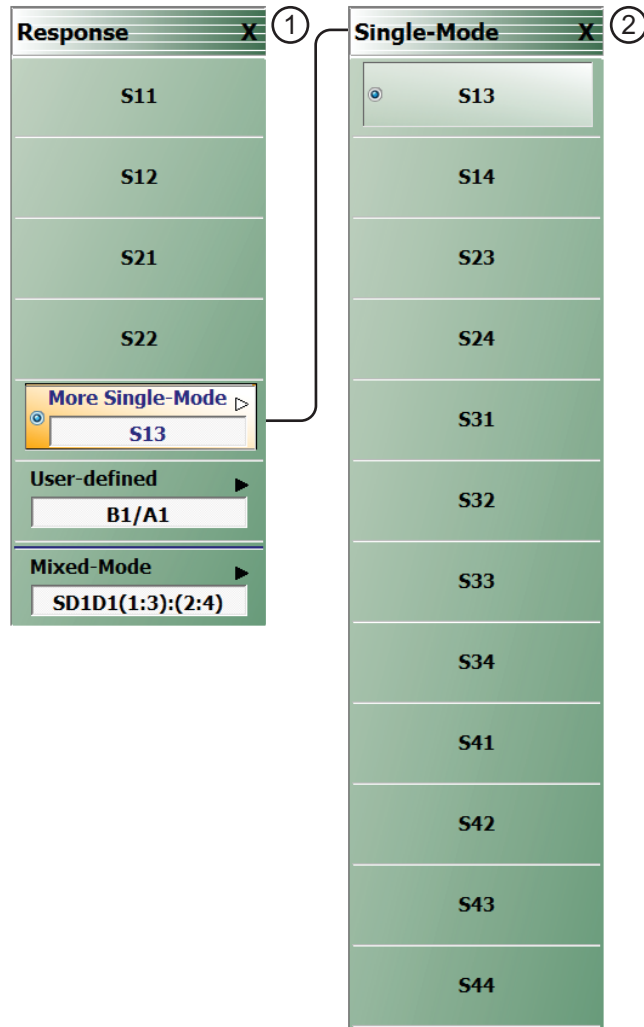 Response X
1
S11
S12
S21
S22
More Single-Mode
S13
User-defined
B1/A1
Mixed-Mode
SD1D1(1:3):(2:4)
Single-Mode X
2
S13
S14
S23
S24
S31
S32
S33
S34
S41
S42
S43
S44